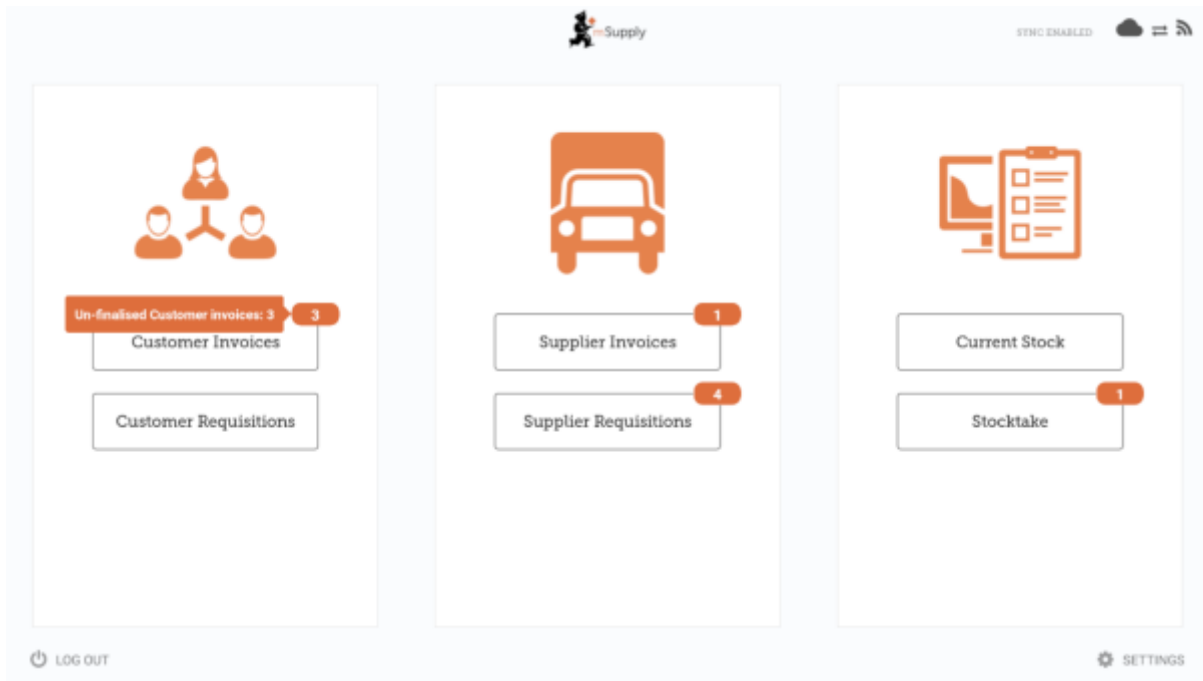 mSupply
SYNC ENABLED
Un-finalised Customer invoices: 3
3
Customer Invoices
Customer Requisitions
1
Supplier Invoices
4
Supplier Requisitions
Current Stock
1
Stocktake
LOG OUT
SETTINGS